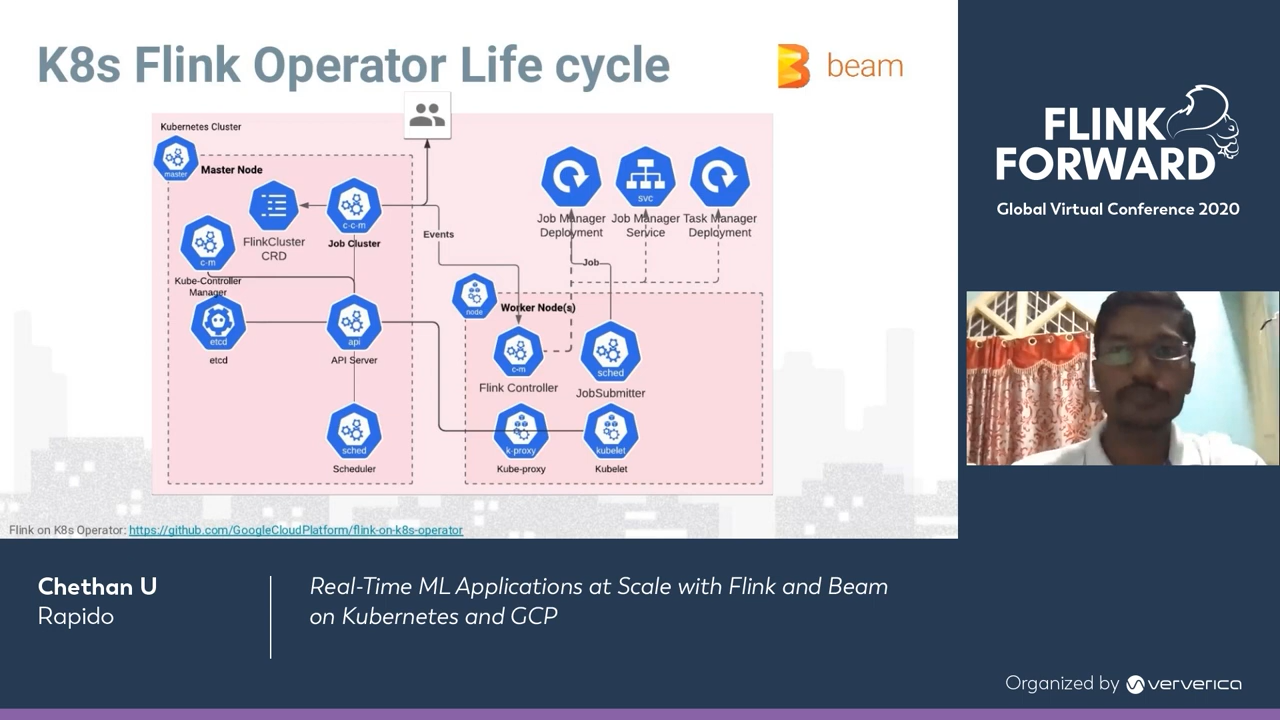 K8s Flink Operator Life cycle
beam
Kubernetes Cluster
master
Master Node
FlinkCluster
CRD
c-c-m
Job Cluster
c-m
Kube-Controller
Manager
etcd
etcd
api
API Server
sched
Scheduler
Events
Job Manager
Deployment
svc
Job Manager
Service
Task Manager
Deployment
Job
node
Worker Node(s)
c-m
Flink Controller
sched
JobSubmitter
k-proxy
Kube-proxy
kubelet
Kubelet
Flink on K8s Operator: https://github.com/GoogleCloudPlatform/flink-on-k8s-operator
FLINK
FORWARD
Global Virtual Conference 2020
Chethan U
Rapido
Real-Time ML Applications at Scale with Flink and Beam
on Kubernetes and GCP
Organized by ververica